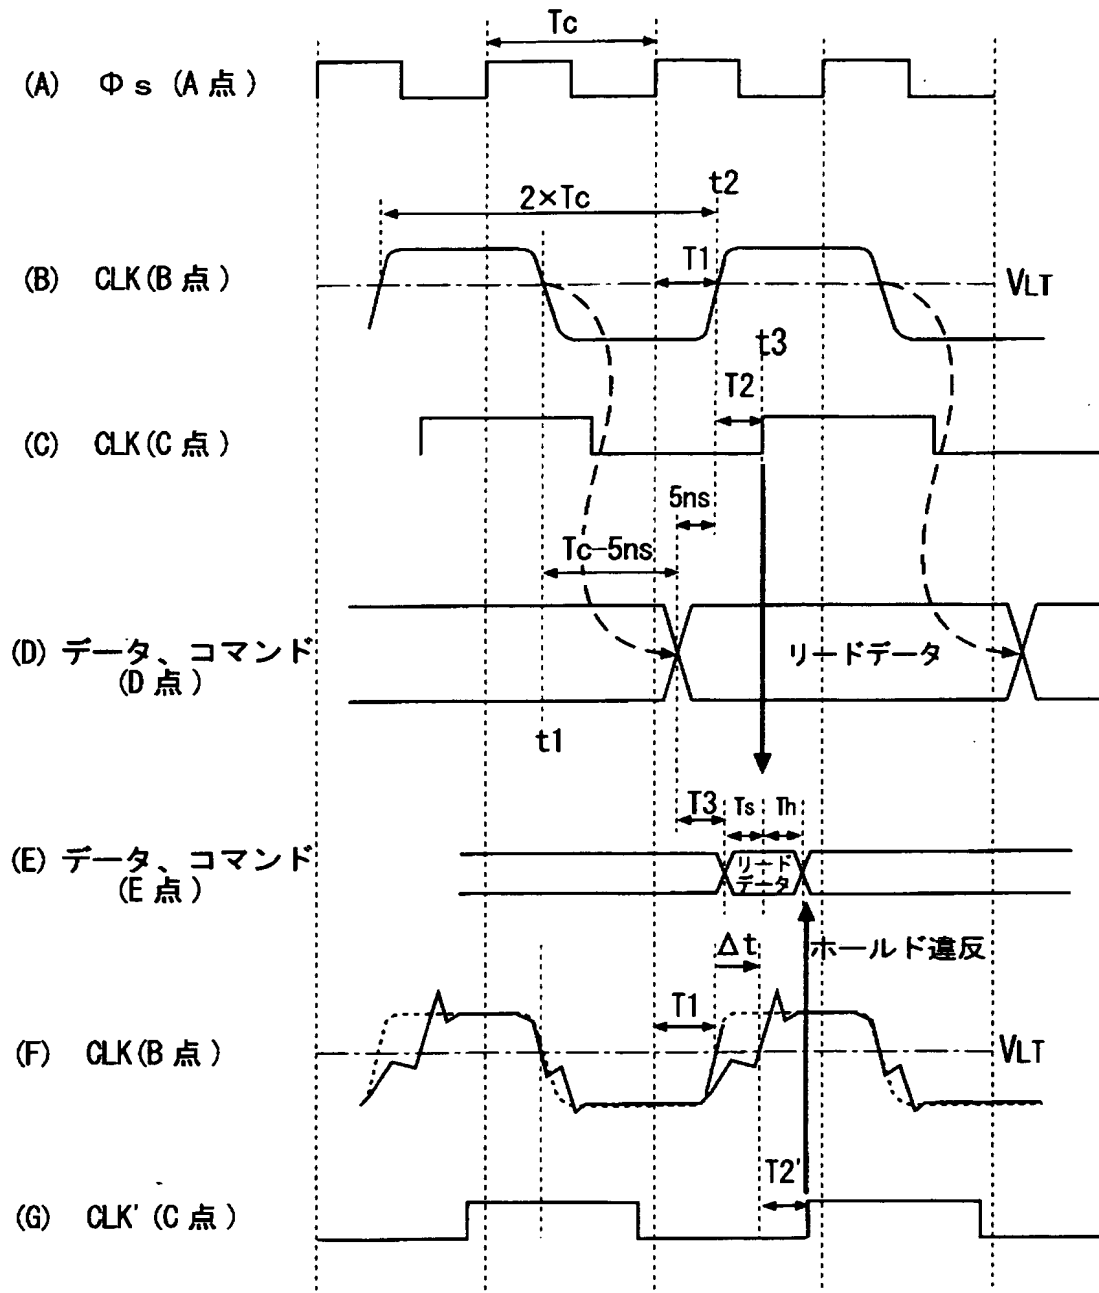 Tc
(A) Φs (A点)
t2
2×Tc
T1
(B) CLK(B点)
VLT
t3
T2
(C) CLK(C点)
5ns
Tc-5ns
(D) データ、コマンド
(D点)
リードデータ
t1
T3 Ts Th
(E) データ、コマンド
(E点)
リード
データ
Δt
ホールド違反
T1
(F) CLK(B点)
VLT
T2'
(G) CLK'(C点)